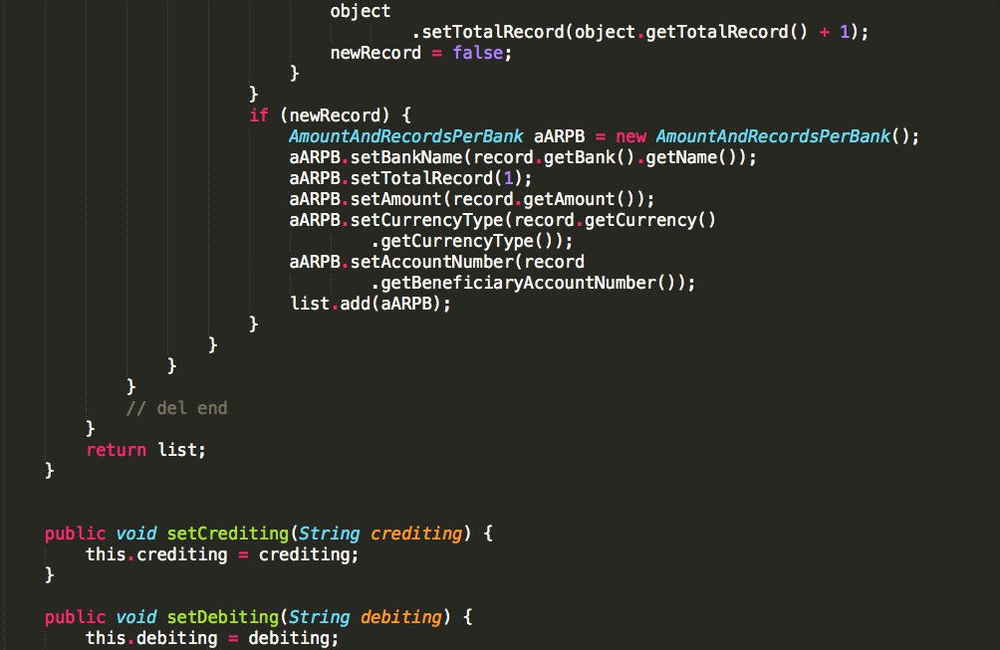 object
.setTotalRecord(object.getTotalRecord() + 1);
newRecord = false;
}
}
if (newRecord) {
AmountAndRecordsPerBank aARPB = new AmountAndRecordsPerBank();
aARPB.setBankName(record.getBank().getName());
aARPB.setTotalRecord(1);
aARPB.setAmount(record.getAmount());
aARPB.setCurrencyType(record.getCurrency()
.getCurrencyType());
aARPB.setAccountNumber(record
.getBeneficiaryAccountNumber());
list.add(aARPB);
}
}
}
}
// del end
}
return list;
}
public void setCrediting(String crediting) {
this.crediting = crediting;
}
public void setDebiting(String debiting) {
this.debiting = debiting;